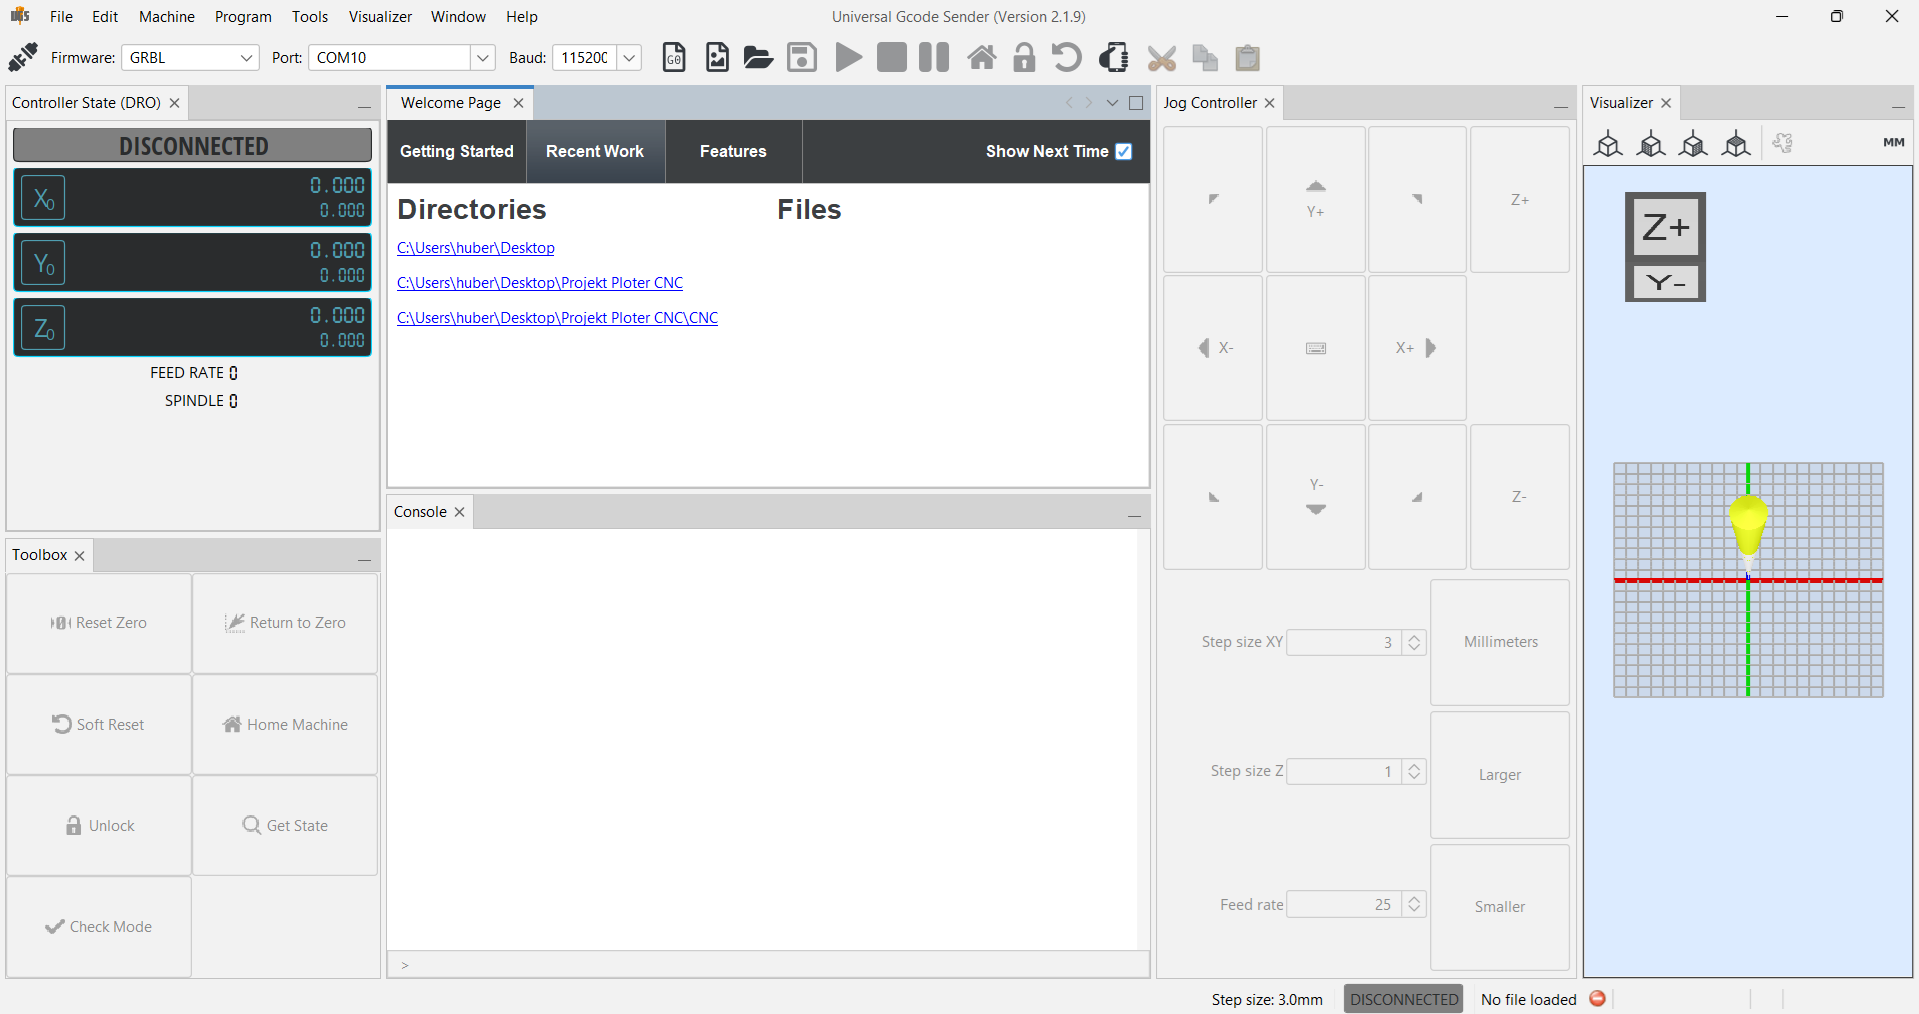 File Edit Machine Program Tools Visualizer Window Help
Universal Gcode Sender (Version 2.1.9)
Firmware: GRBL Port: COM10 Baud: 115200
G0
Controller State (DRO)
DISCONNECTED
X0 0.000
0.000
Y0 0.000
0.000
Z0 0.000
0.000
FEED RATE 0
SPINDLE 0
Toolbox
Reset Zero
Return to Zero
Soft Reset
Home Machine
Unlock
Get State
Check Mode
Welcome Page
Getting Started
Recent Work
Features
Show Next Time
Directories
Files
C:\Users\huber\Desktop
C:\Users\huber\Desktop\Projekt Ploter CNC
C:\Users\huber\Desktop\Projekt Ploter CNC\CNC
Console
>
Jog Controller
Y+
Z+
X-
X+
Y-
Z-
Step size XY 3
Millimeters
Step size Z 1
Larger
Feed rate 25
Smaller
Visualizer
MM
Z+
Y-
Step size: 3.0mm
DISCONNECTED
No file loaded